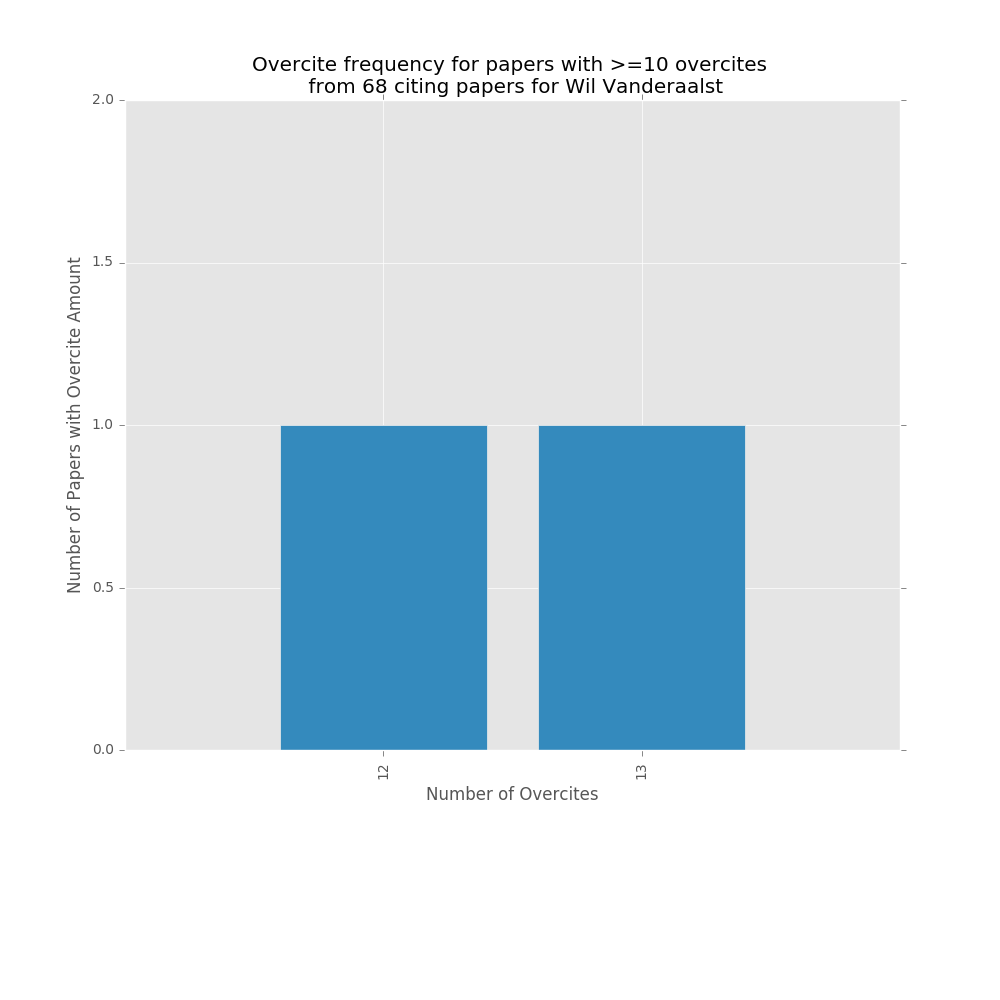 Overcite frequency for papers with >=10 overcites
from 68 citing papers for Wil Vanderaalst
2.0
1.5
1.0
0.5
0.0
Number of Papers with Overcite Amount
12
13
Number of Overcites